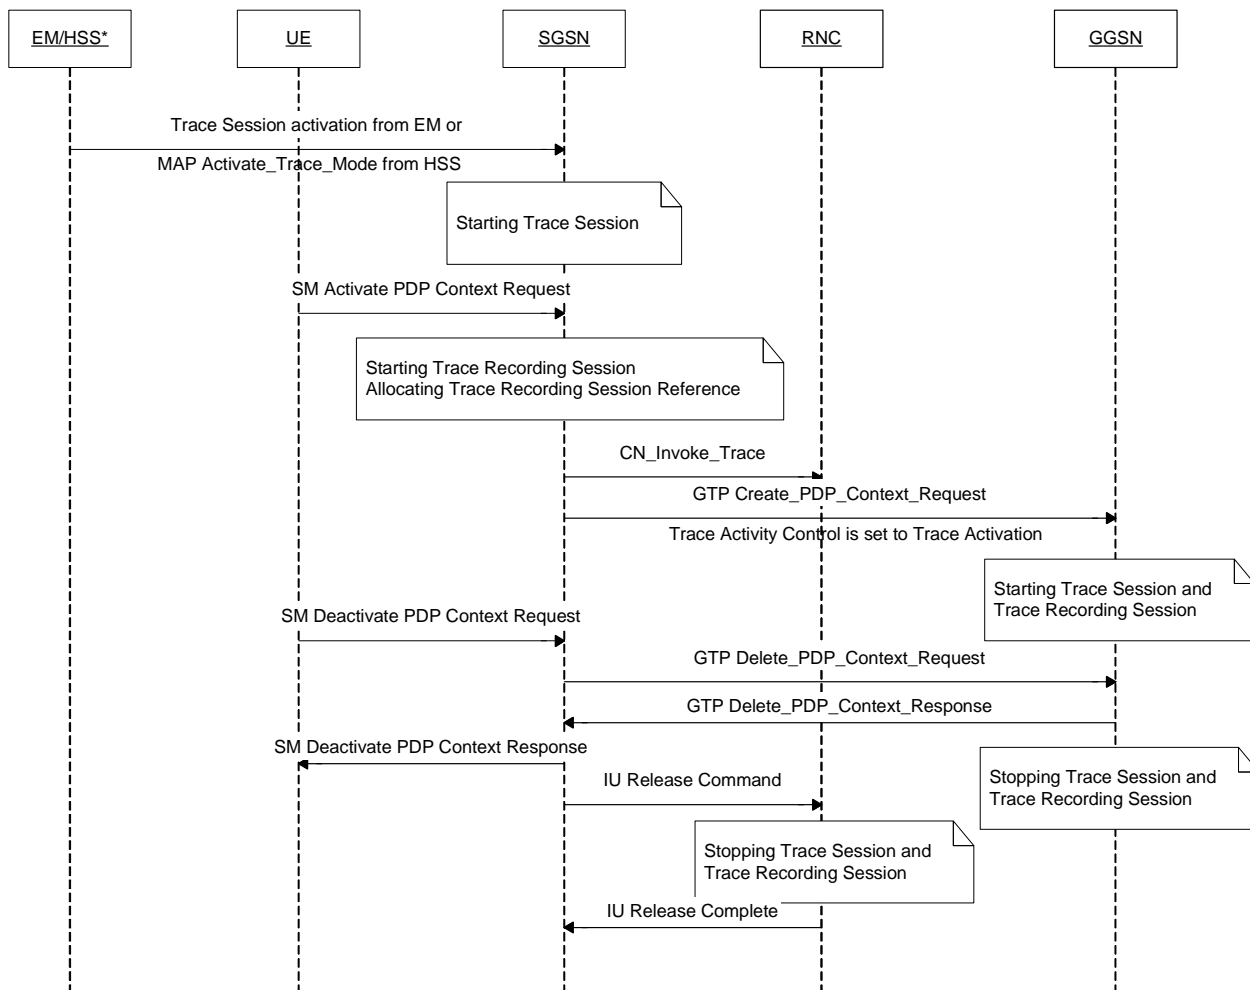 EM/HSS*
UE
SGSN
RNC
GGSN
Trace Session activation from EM or
MAP Activate_Trace_Mode from HSS
Starting Trace Session
SM Activate PDP Context Request
Starting Trace Recording Session
Allocating Trace Recording Session Reference
CN_Invoke_Trace
GTP Create_PDP_Context_Request
Trace Activity Control is set to Trace Activation
Starting Trace Session and
Trace Recording Session
SM Deactivate PDP Context Request
GTP Delete_PDP_Context_Request
GTP Delete_PDP_Context_Response
SM Deactivate PDP Context Response
Stopping Trace Session and
Trace Recording Session
IU Release Command
Stopping Trace Session and
Trace Recording Session
IU Release Complete